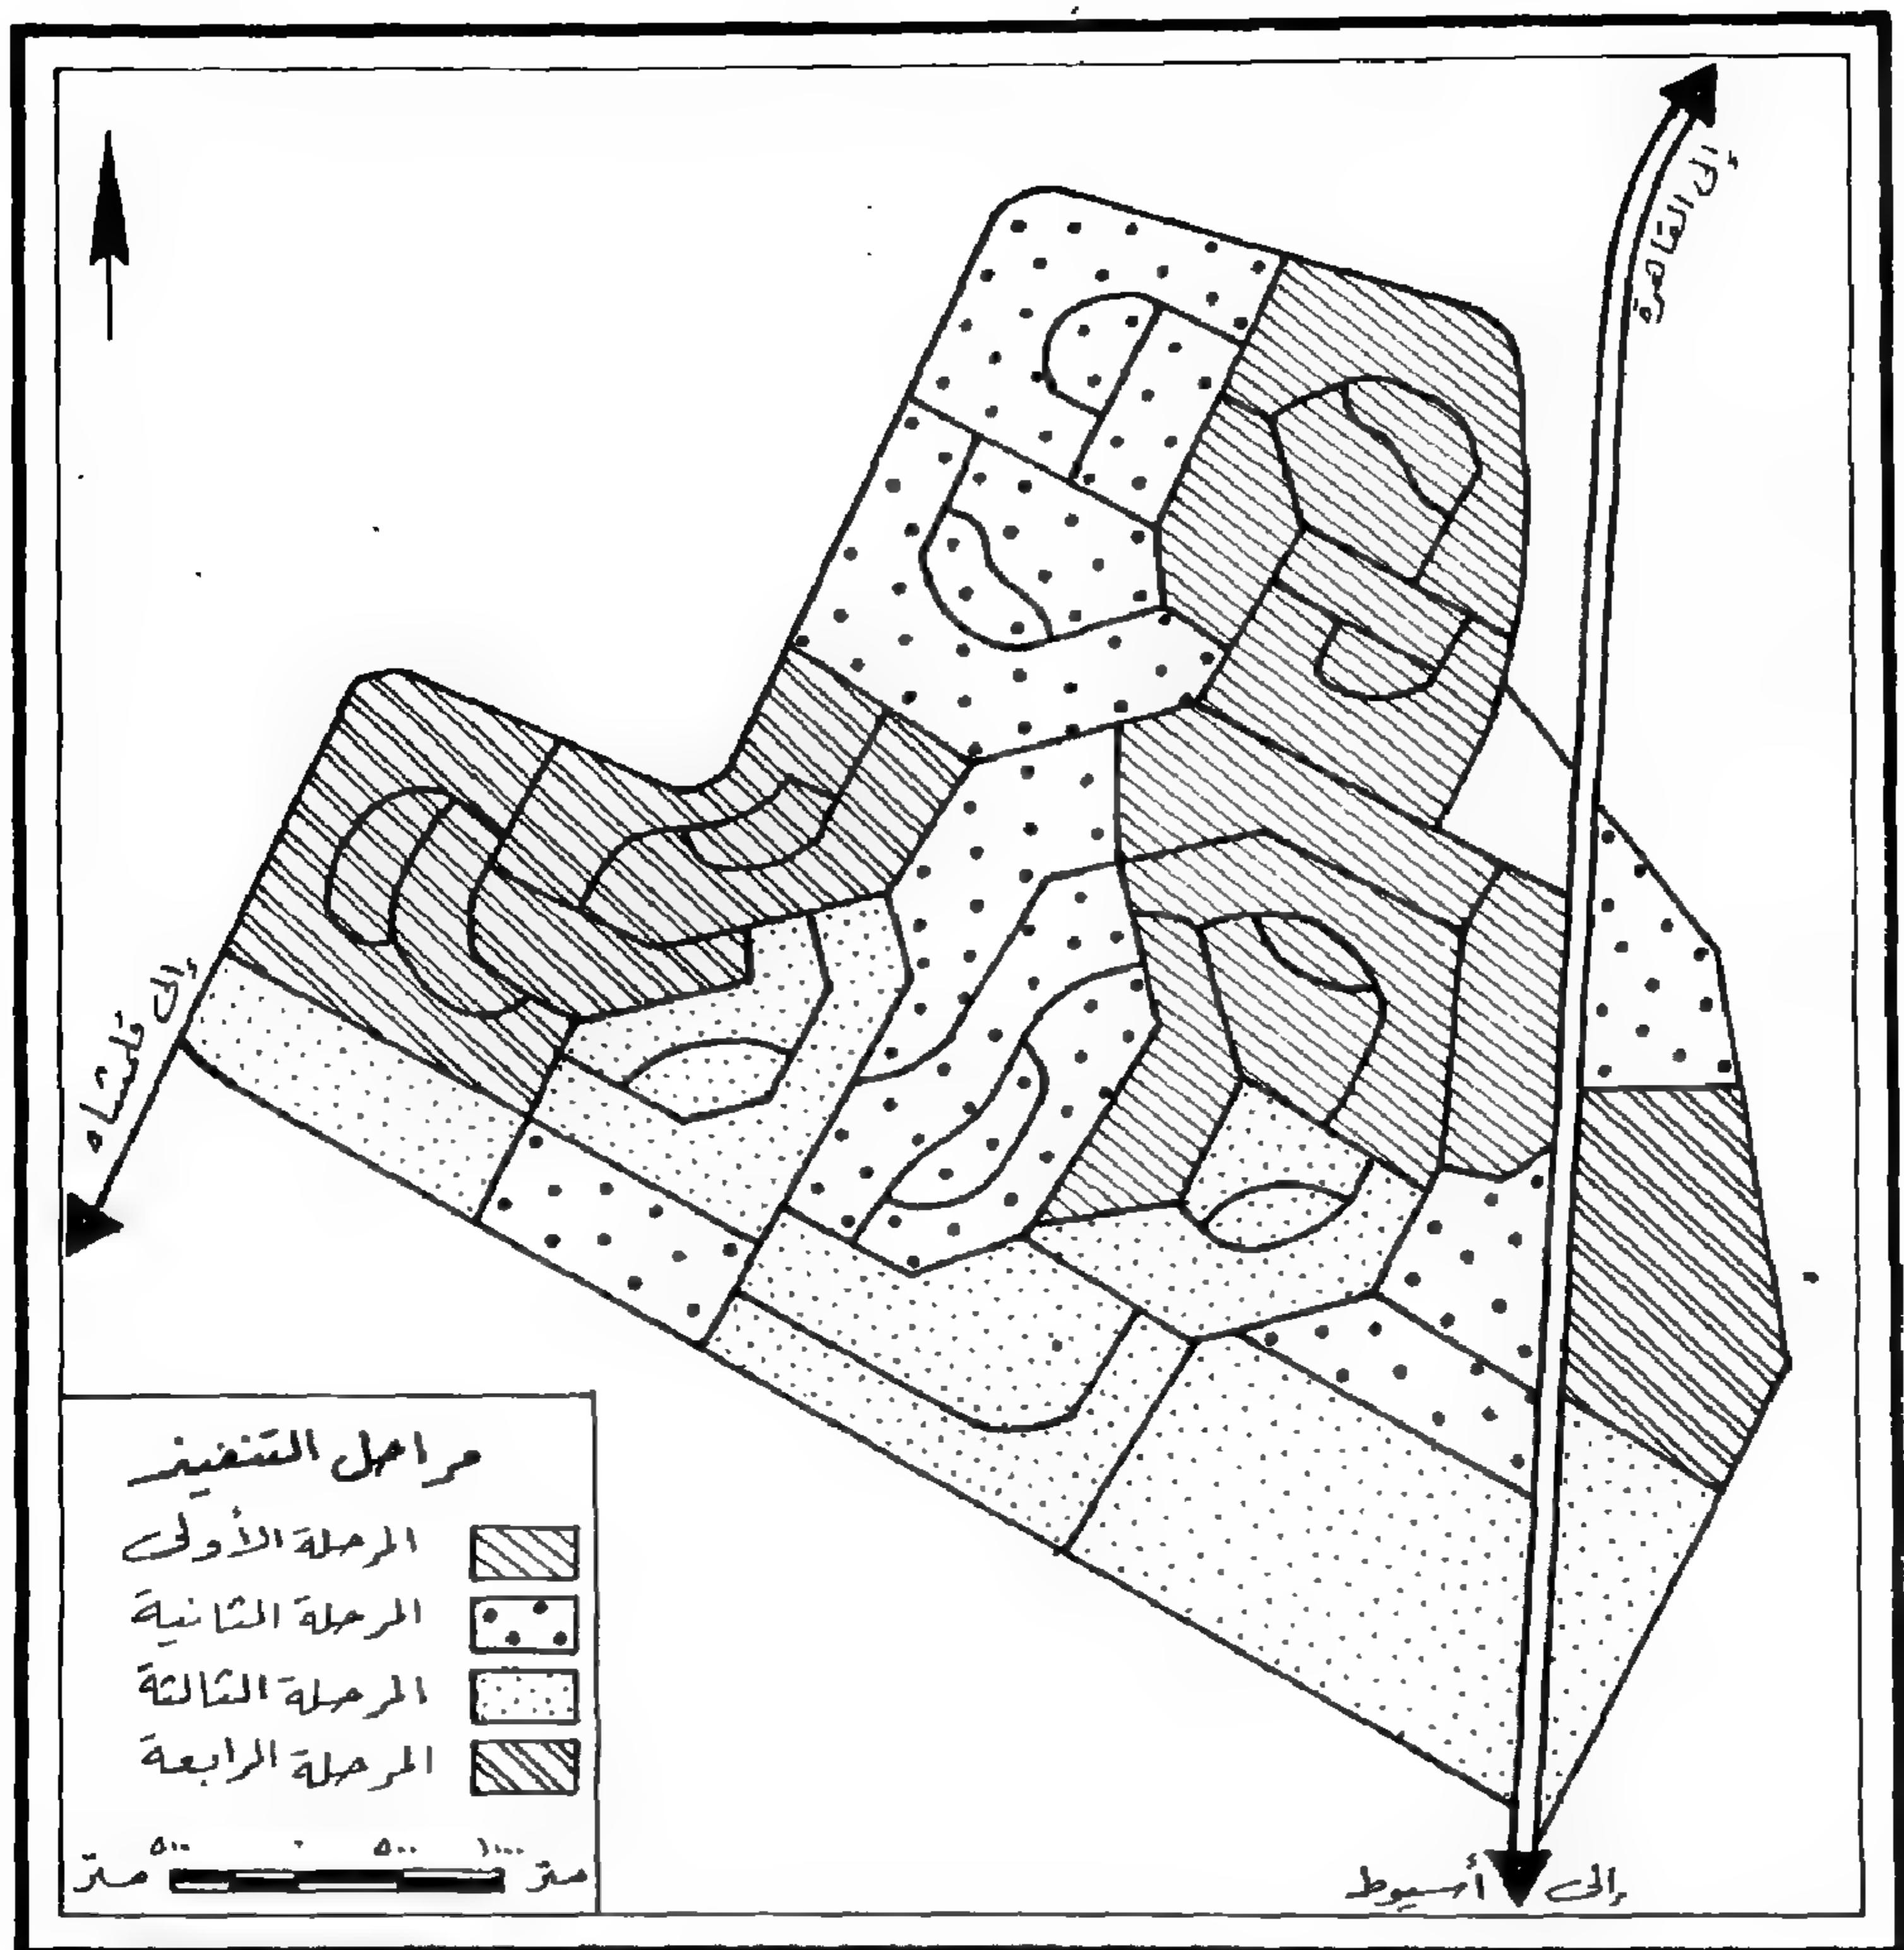 إلى القاهرة
إلى قلمشاه
مراحل التنفيذ
المرحلة الأولى
المرحلة الثانية
المرحلة الثالثة
المرحلة الرابعة
٥٠٠ ٠ ٥٠٠ ١٠٠٠
متر متر
إلى أسيوط